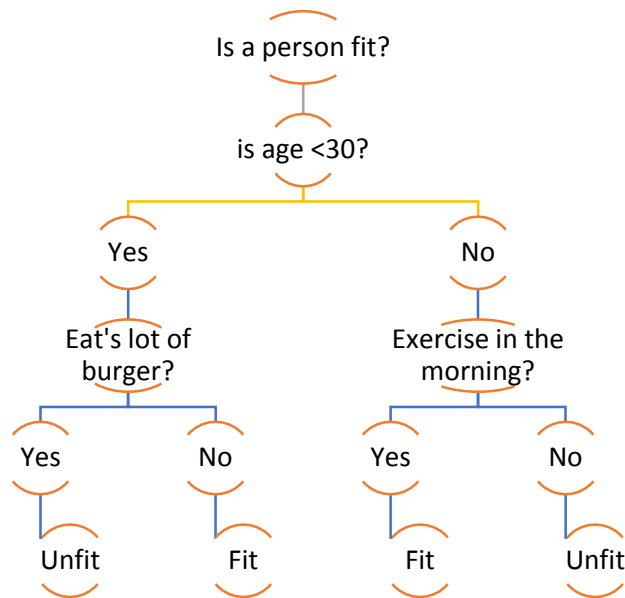 Is a person fit?
is age <30?
Yes
No
Eat's lot of
burger?
Exercise in the
morning?
Yes
No
Yes
No
Unfit
Fit
Fit
Unfit